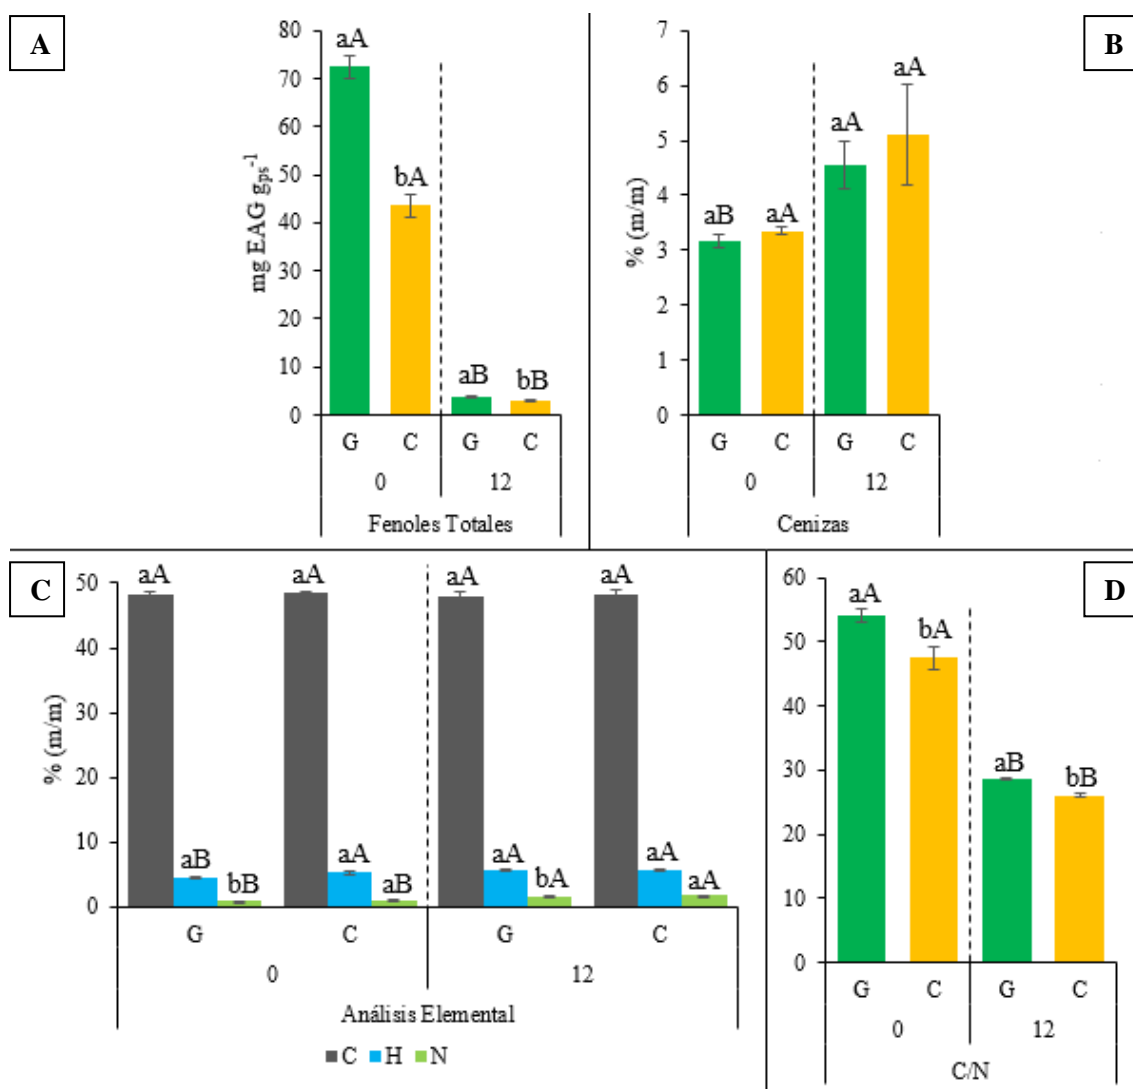 A
80
70
60
50
40
30
20
10
0
mg EAG gps-1
aA
bA
aB
bB
G C G C
0 12
Fenoles Totales
B
7
6
5
4
3
2
1
0
% (m/m)
aB
aA
aA
aA
G C G C
0 12
Cenizas
C
50
40
30
20
10
0
% (m/m)
aA aA aA aA
aB aA aA aA
bB aB bA aA
G C G C
0 12
Análisis Elemental
C H N
D
60
50
40
30
20
10
0
aA
bA
aB
bB
G C G C
0 12
C/N